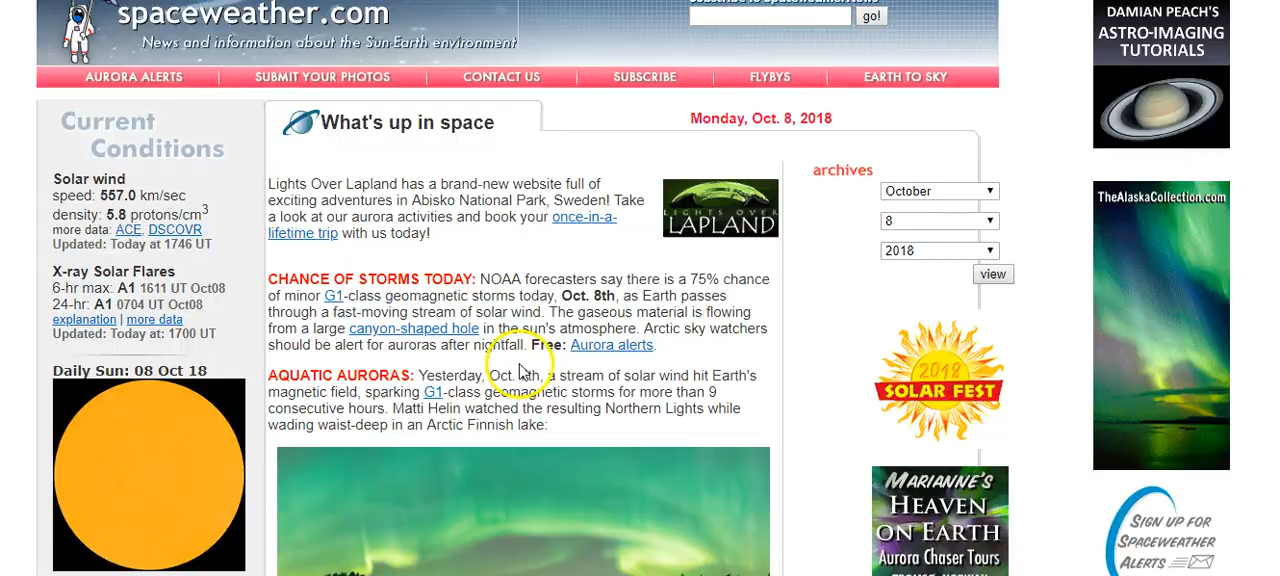 spaceweather.com
News and information about the Sun-Earth environment
go!
AURORA ALERTS
SUBMIT YOUR PHOTOS
CONTACT US
SUBSCRIBE
FLYBYS
EARTH TO SKY
Current
Conditions
Solar wind
speed: 557.0 km/sec
density: 5.8 protons/cm3
more data: ACE, DSCOVR
Updated: Today at 1746 UT
X-ray Solar Flares
6-hr max: A1 1611 UT Oct08
24-hr: A1 0704 UT Oct08
explanation | more data
Updated: Today at: 1700 UT
Daily Sun: 08 Oct 18
What's up in space
Monday, Oct. 8, 2018
Lights Over Lapland has a brand-new website full of
exciting adventures in Abisko National Park, Sweden! Take
a look at our aurora activities and book your once-in-a-
lifetime trip with us today!
LIGHTS OVER
LAPLAND
CHANCE OF STORMS TODAY: NOAA forecasters say there is a 75% chance
of minor G1-class geomagnetic storms today, Oct. 8th, as Earth passes
through a fast-moving stream of solar wind. The gaseous material is flowing
from a large canyon-shaped hole in the sun's atmosphere. Arctic sky watchers
should be alert for auroras after nightfall. Free: Aurora alerts.
AQUATIC AURORAS: Yesterday, Oct. a stream of solar wind hit Earth's
magnetic field, sparking G1-class geomagnetic storms for more than 9
consecutive hours. Matti Helin watched the resulting Northern Lights while
wading waist-deep in an Arctic Finnish lake:
archives
October
8
2018
view
2018
SOLAR FEST
MARIANNE'S
HEAVEN
ON EARTH
Aurora Chaser Tours
DAMIAN PEACH'S
ASTRO-IMAGING
TUTORIALS
TheAlaskaCollection.com
SIGN UP FOR
SPACEWEATHER
ALERTS